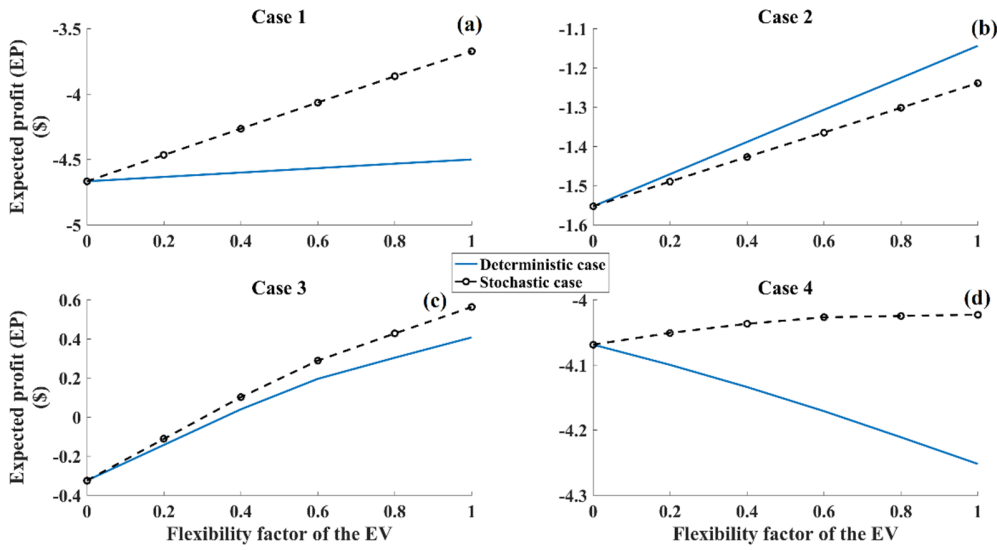 Case 1
(a)
Expected profit (EP)
($)
-3.5
-4
-4.5
-5
0 0.2 0.4 0.6 0.8 1
Case 2
(b)
-1.1
-1.2
-1.3
-1.4
-1.5
-1.6
0 0.2 0.4 0.6 0.8 1
Deterministic case
Stochastic case
Case 3
(c)
Expected profit (EP)
($)
0.6
0.4
0.2
0
-0.2
-0.4
0 0.2 0.4 0.6 0.8 1
Flexibility factor of the EV
Case 4
(d)
-4
-4.1
-4.2
-4.3
0 0.2 0.4 0.6 0.8 1
Flexibility factor of the EV